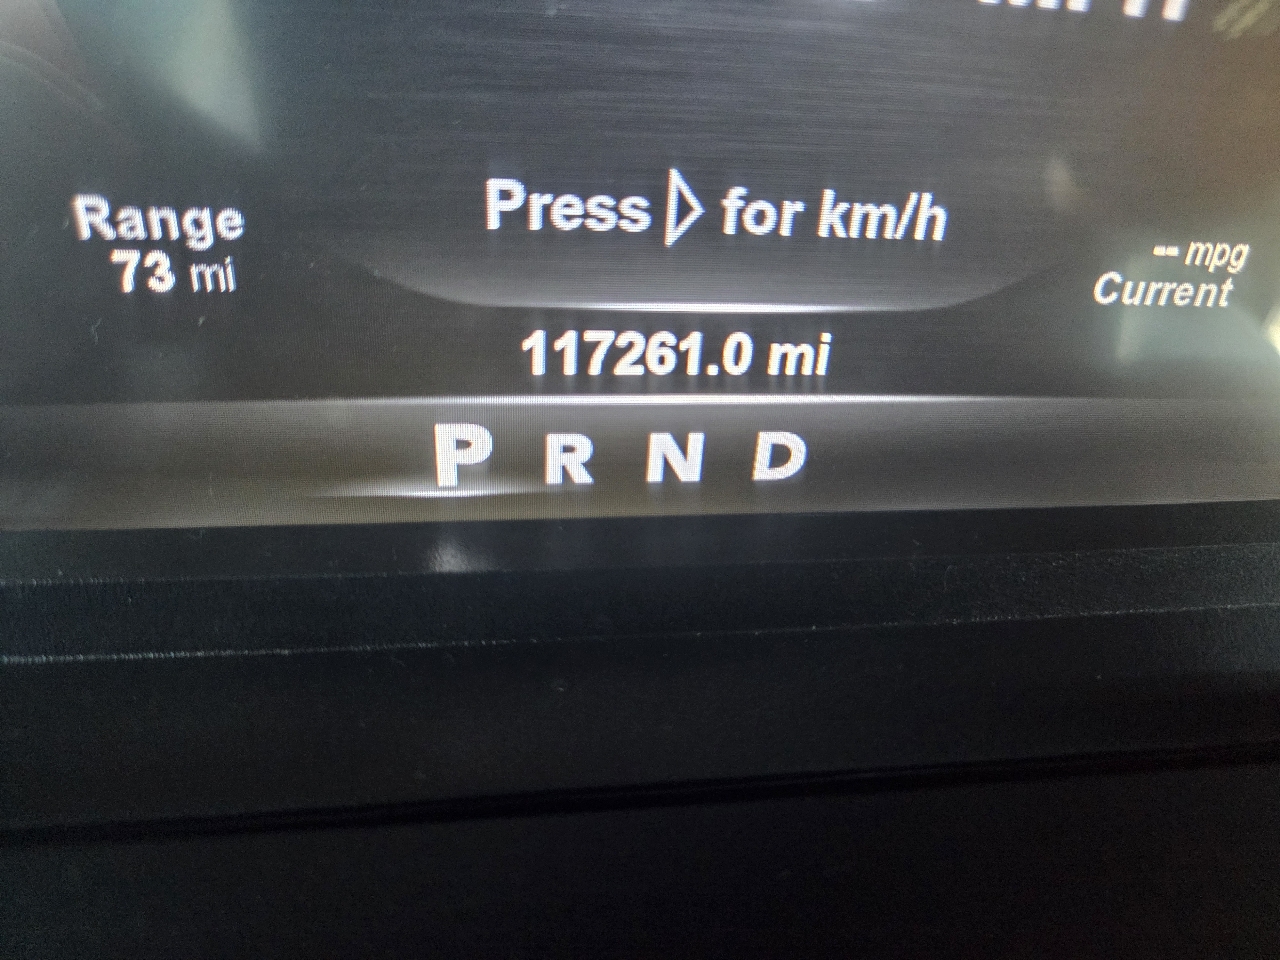 Press ▷ for km/h
Range
73 mi
-- mpg
Current
117261.0 mi
P R N D